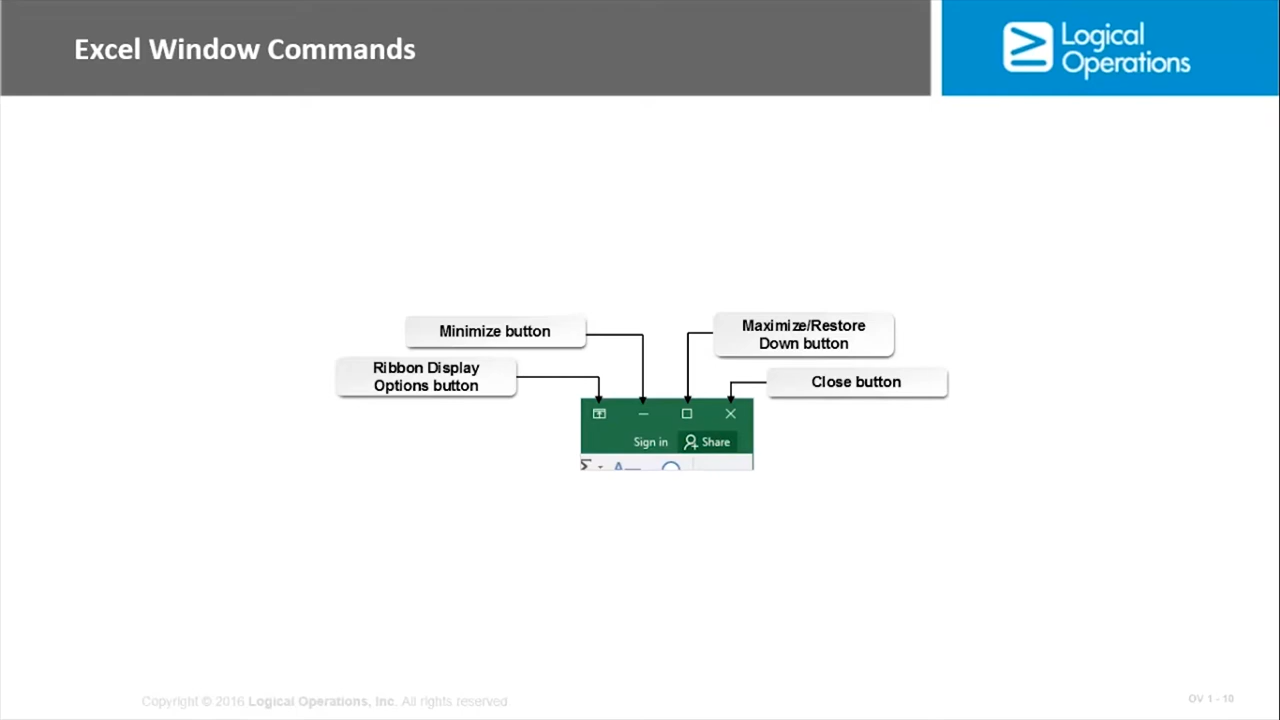 Excel Window Commands
Logical
Operations
Minimize button
Maximize/Restore
Down button
Ribbon Display
Options button
Close button
Sign in
Share
Copyright © 2016 Logical Operations, Inc. All rights reserved
OV 1 - 10